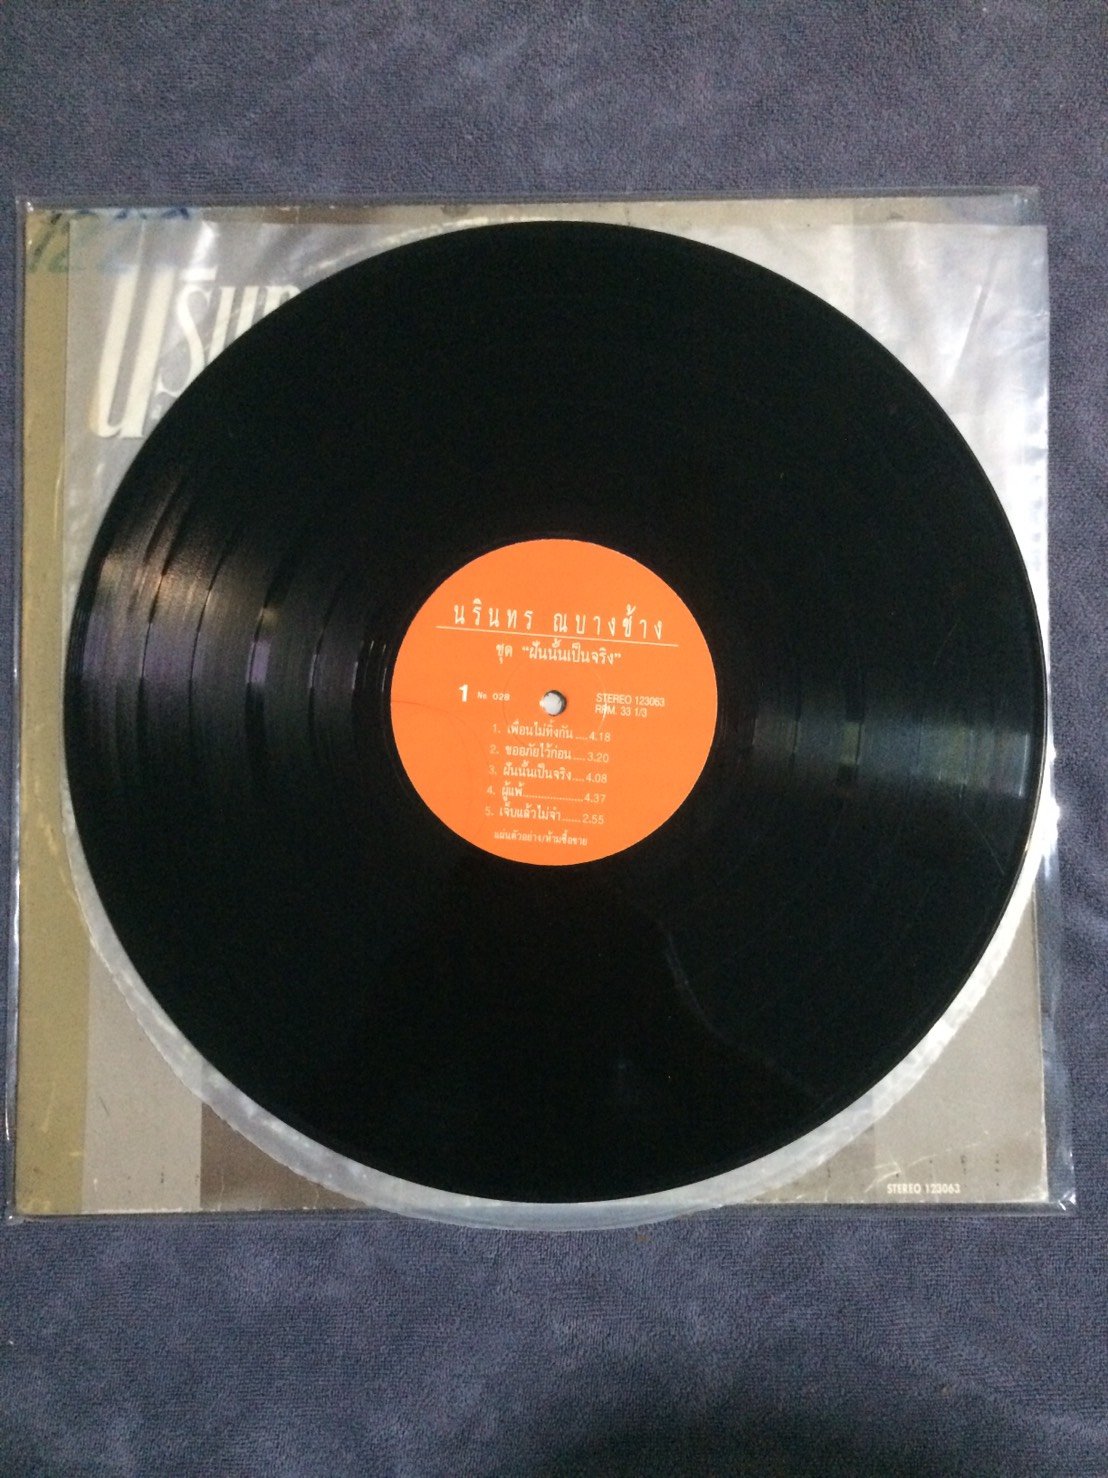 นรินทร ณบางช้าง
ชุด "ฝันนั้นเป็นจริง"
1 No 028
STEREO 123063
RPM. 33 1/3
1. เพื่อนไม่ทิ้งกัน....4.18
2. ขออภัยไว้ก่อน....3.20
3. ฝันนั้นเป็นจริง....4.08
4. ผู้แพ้....................4.37
5. เจ็บแล้วไม่จำ......2.55
แผ่นตัวอย่าง/ห้ามซื้อขาย
STEREO 123063